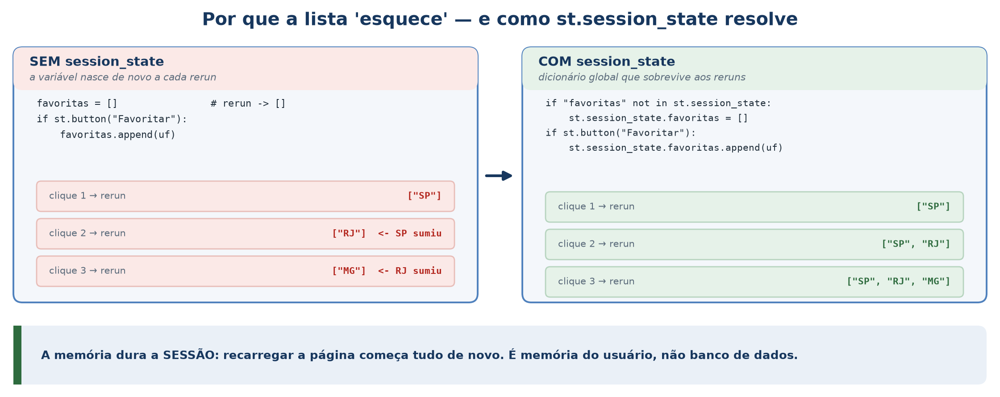 Por que a lista 'esquece' — e como st.session_state resolve
SEM session_state
a variável nasce de novo a cada rerun
favoritas = []                # rerun -> []
if st.button("Favoritar"):
    favoritas.append(uf)
clique 1 → rerun ["SP"]
clique 2 → rerun ["RJ"]  <- SP sumiu
clique 3 → rerun ["MG"]  <- RJ sumiu
COM session_state
dicionário global que sobrevive aos reruns
if "favoritas" not in st.session_state:
    st.session_state.favoritas = []
if st.button("Favoritar"):
    st.session_state.favoritas.append(uf)
clique 1 → rerun ["SP"]
clique 2 → rerun ["SP", "RJ"]
clique 3 → rerun ["SP", "RJ", "MG"]
A memória dura a SESSÃO: recarregar a página começa tudo de novo. É memória do usuário, não banco de dados.